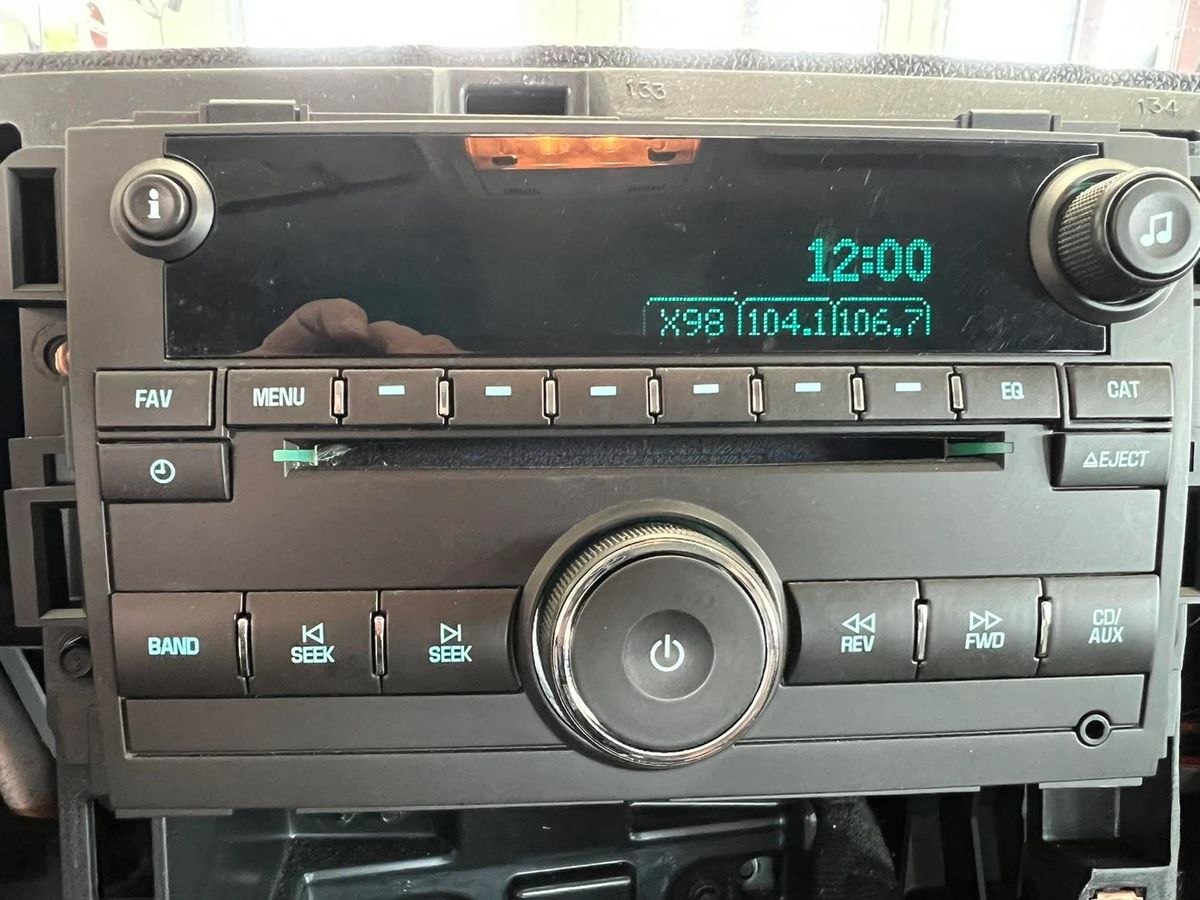 133
134
i
12:00
X98 104.1 106.7
FAV MENU EQ CAT
EJECT
BAND SEEK SEEK REV FWD CD/
AUX